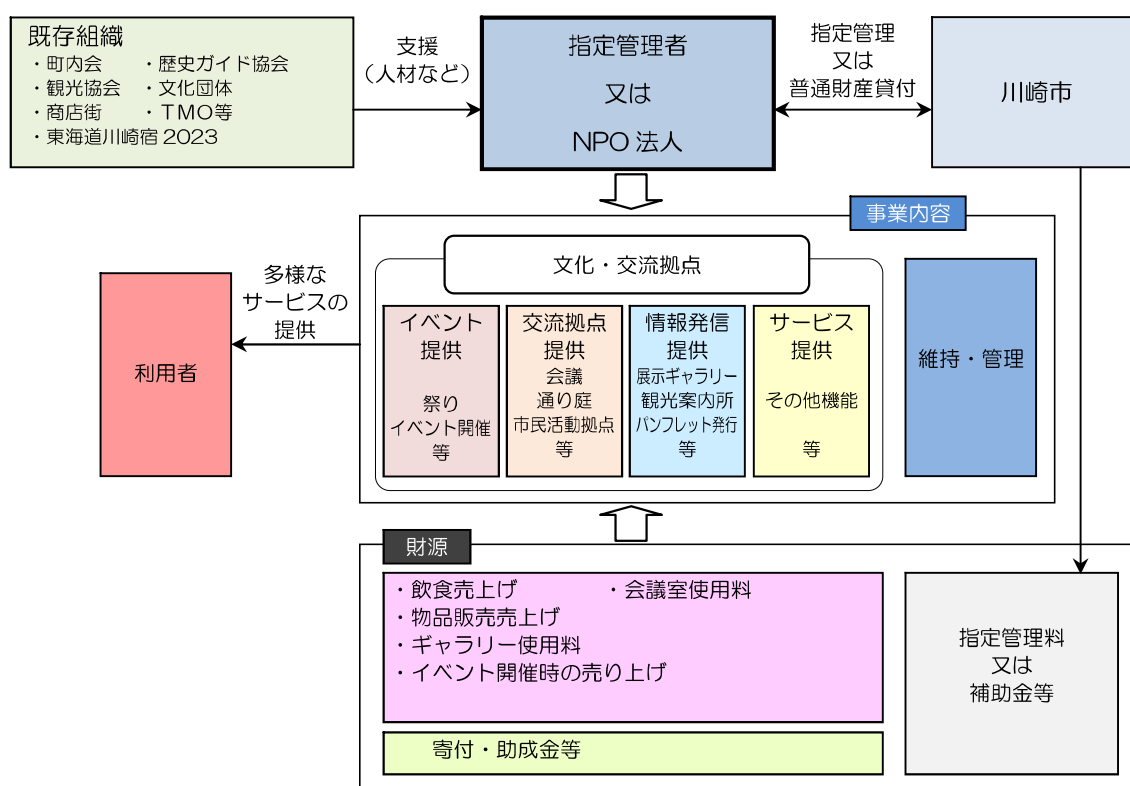 既存組織
・町内会　・歴史ガイド協会
・観光協会　・文化団体
・商店街　・ＴＭＯ等
・東海道川崎宿 2023
支援
（人材など）
指定管理者
又は
NPO 法人
指定管理
又は
普通財産貸付
川崎市
事業内容
文化・交流拠点
イベント
提供
祭り
イベント開催
等
交流拠点
提供
会議
通り庭
市民活動拠点
等
情報発信
提供
展示ギャラリー
観光案内所
パンフレット発行
等
サービス
提供
その他機能
等
維持・管理
多様な
サービスの
提供
利用者
財源
・飲食売上げ　・会議室使用料
・物品販売売上げ
・ギャラリー使用料
・イベント開催時の売り上げ
寄付・助成金等
指定管理料
又は
補助金等